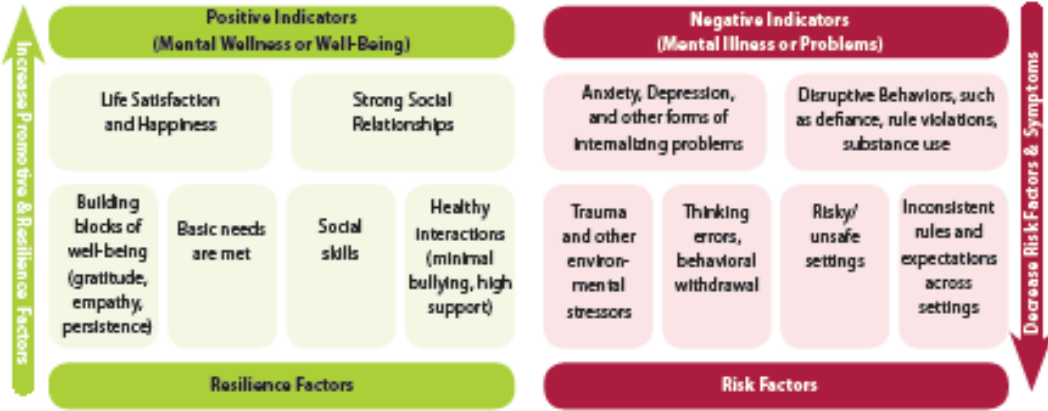 Increase Promotive & Resilience Factors
Positive Indicators
(Mental Wellness or Well-Being)
Life Satisfaction
and Happiness
Strong Social
Relationships
Building
blocks of
well-being
(gratitude,
empathy,
persistence)
Basic needs
are met
Social
skills
Healthy
interactions
(minimal
bullying, high
support)
Resilience Factors
Negative Indicators
(Mental Illness or Problems)
Anxiety, Depression,
and other forms of
internalizing problems
Disruptive Behaviors, such
as defiance, rule violations,
substance use
Trauma
and other
environ-
mental
stressors
Thinking
errors,
behavioral
withdrawal
Risky/
unsafe
settings
Inconsistent
rules and
expectations
across
settings
Risk Factors
Decrease Risk Factors & Symptoms